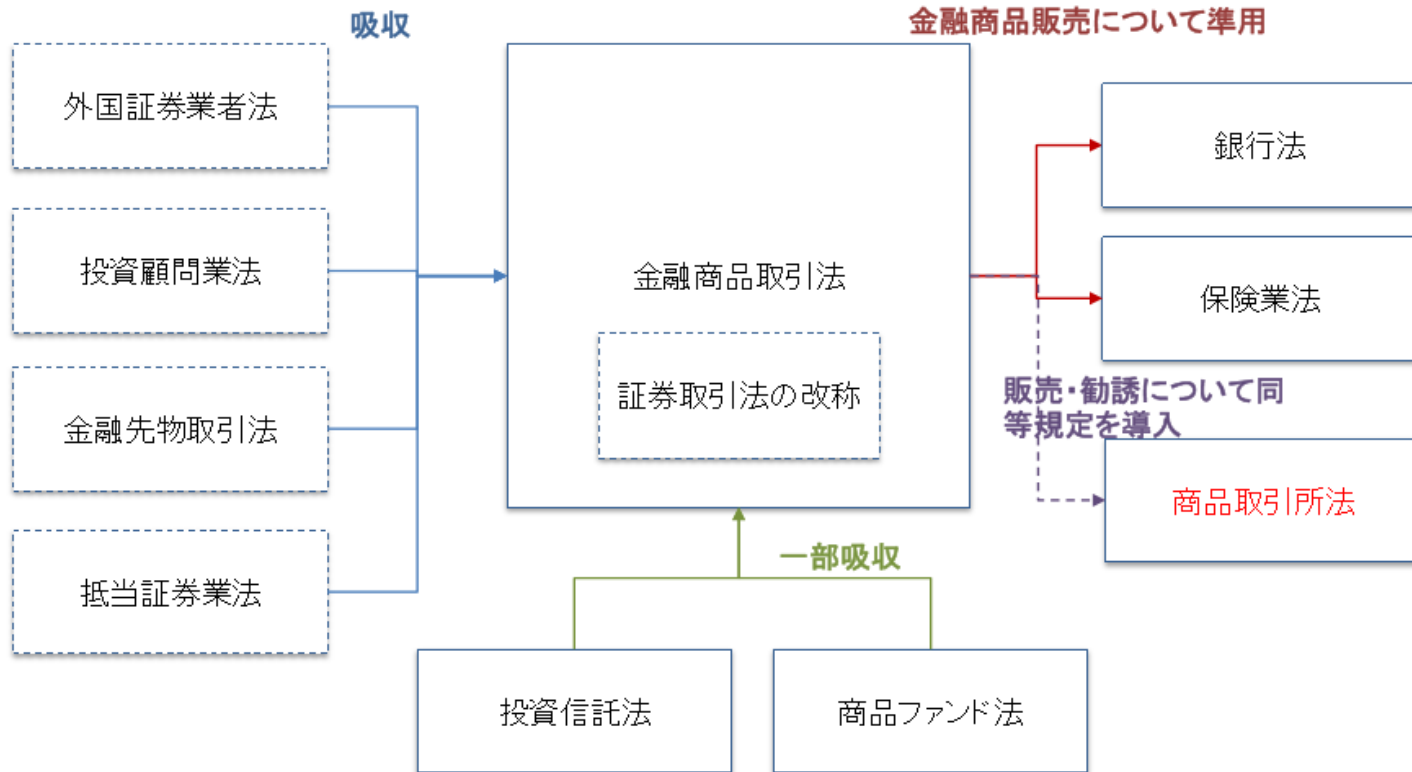 吸収
金融商品販売について準用
外国証券業者法
銀行法
投資顧問業法
金融商品取引法
保険業法
証券取引法の改称
販売・勧誘について同
等規定を導入
金融先物取引法
商品取引所法
一部吸収
抵当証券業法
投資信託法
商品ファンド法